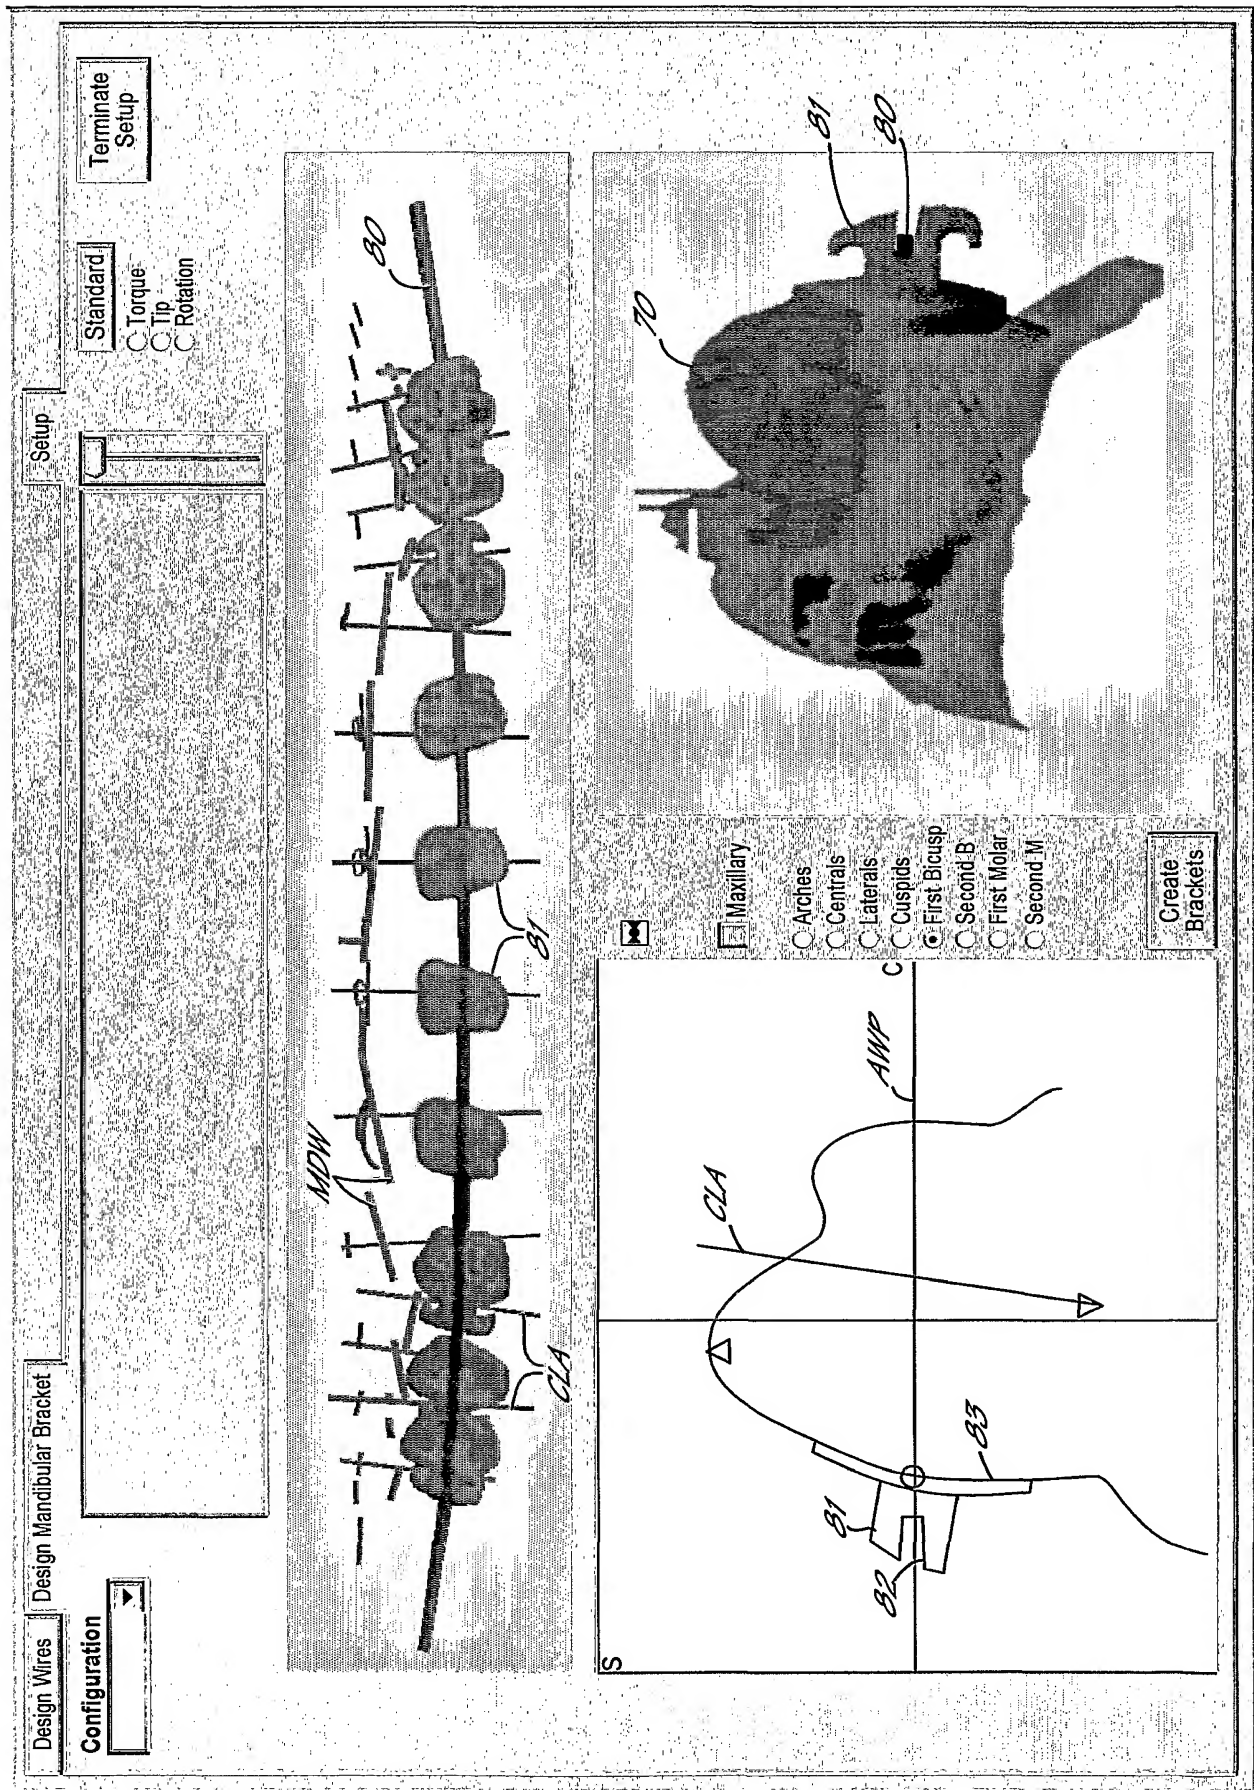 Design Wires
Design Mandibular Bracket
Setup
Configuration
Standard
Torque
Tip
Rotation
Terminate
Setup
80
MDW
81
CLA
S
C
CLA
AWP
81
82
83
Maxillary
Arches
Centrals
Laterals
Cuspids
First Bicusp
Second B
First Molar
Second M
Create
Brackets
70
81
80